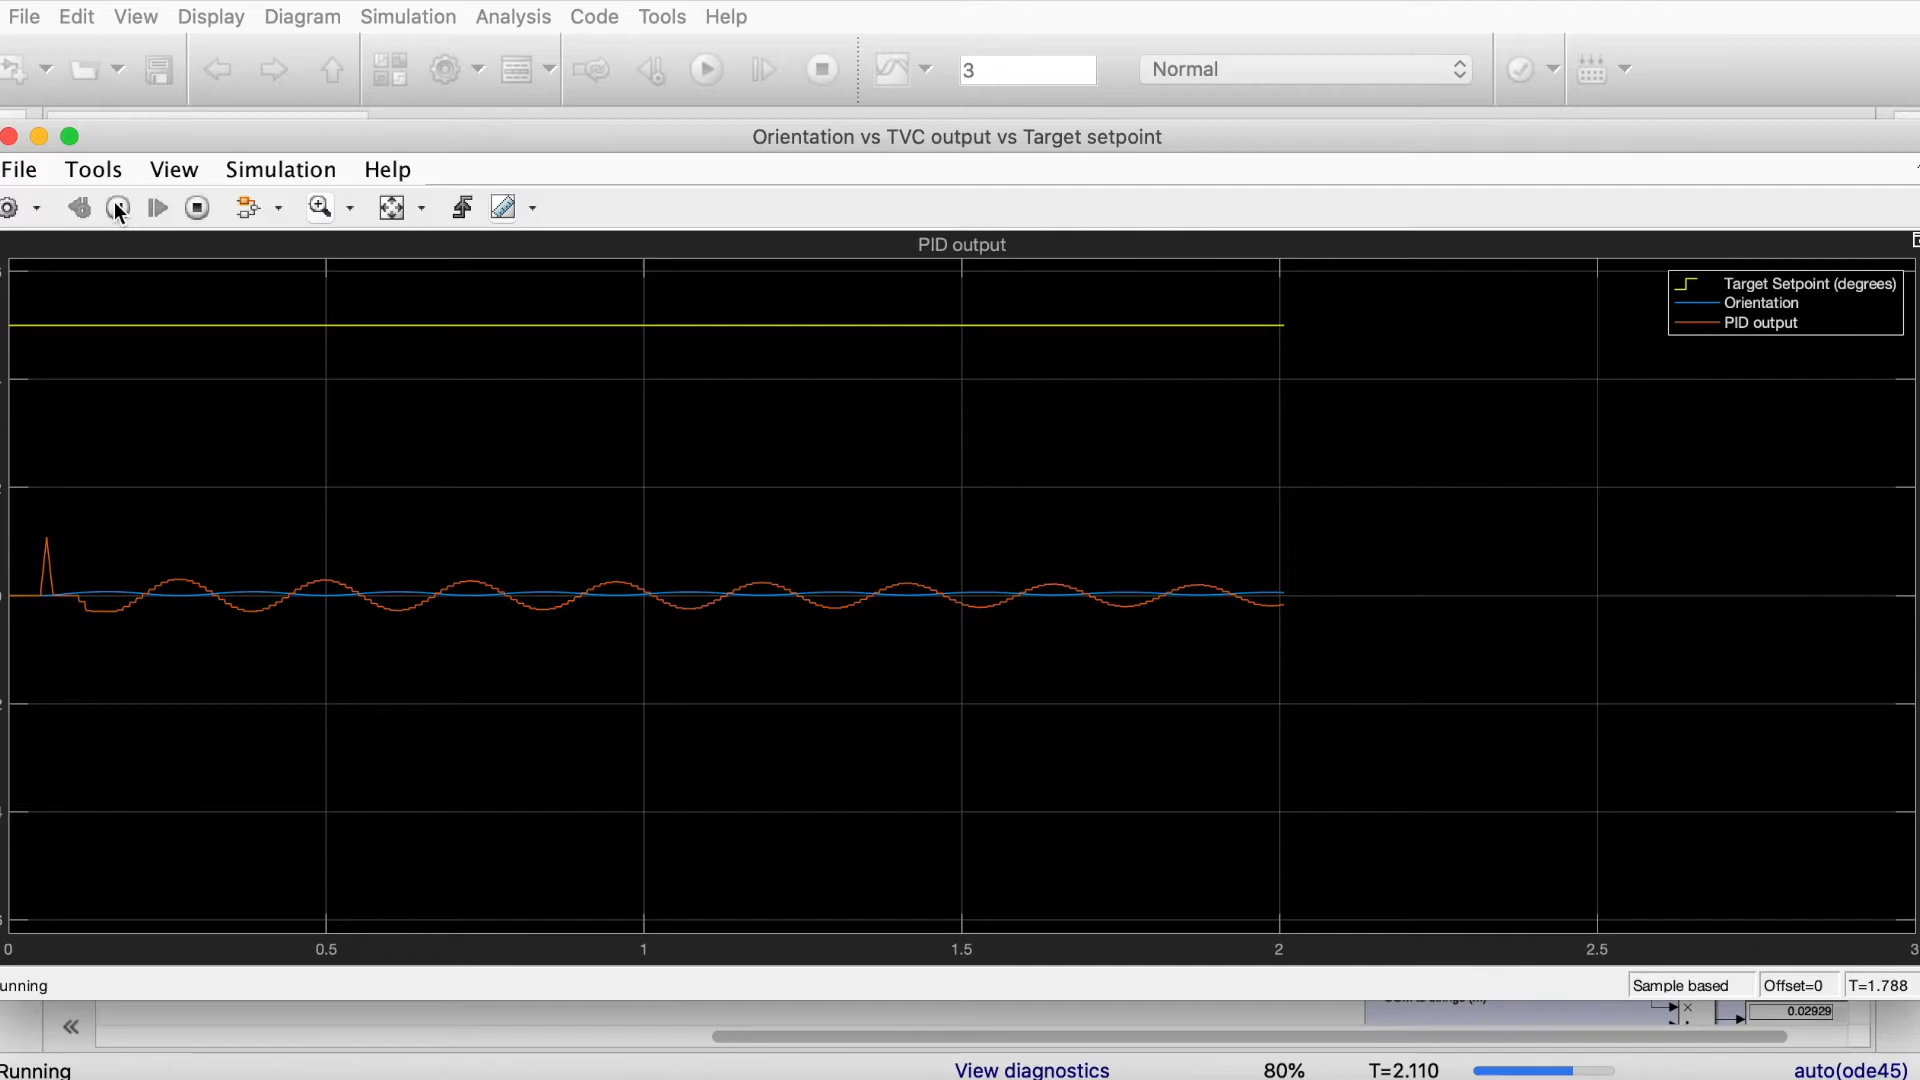 File Edit View Display Diagram Simulation Analysis Code Tools Help
3 Normal
Orientation vs TVC output vs Target setpoint
File Tools View Simulation Help
PID output
Target Setpoint (degrees)
Orientation
PID output
0 0.5 1 1.5 2 2.5 3
unning Sample based Offset=0 T=1.788
0.02929
Running View diagnostics 80% T=2.110 auto(ode45)